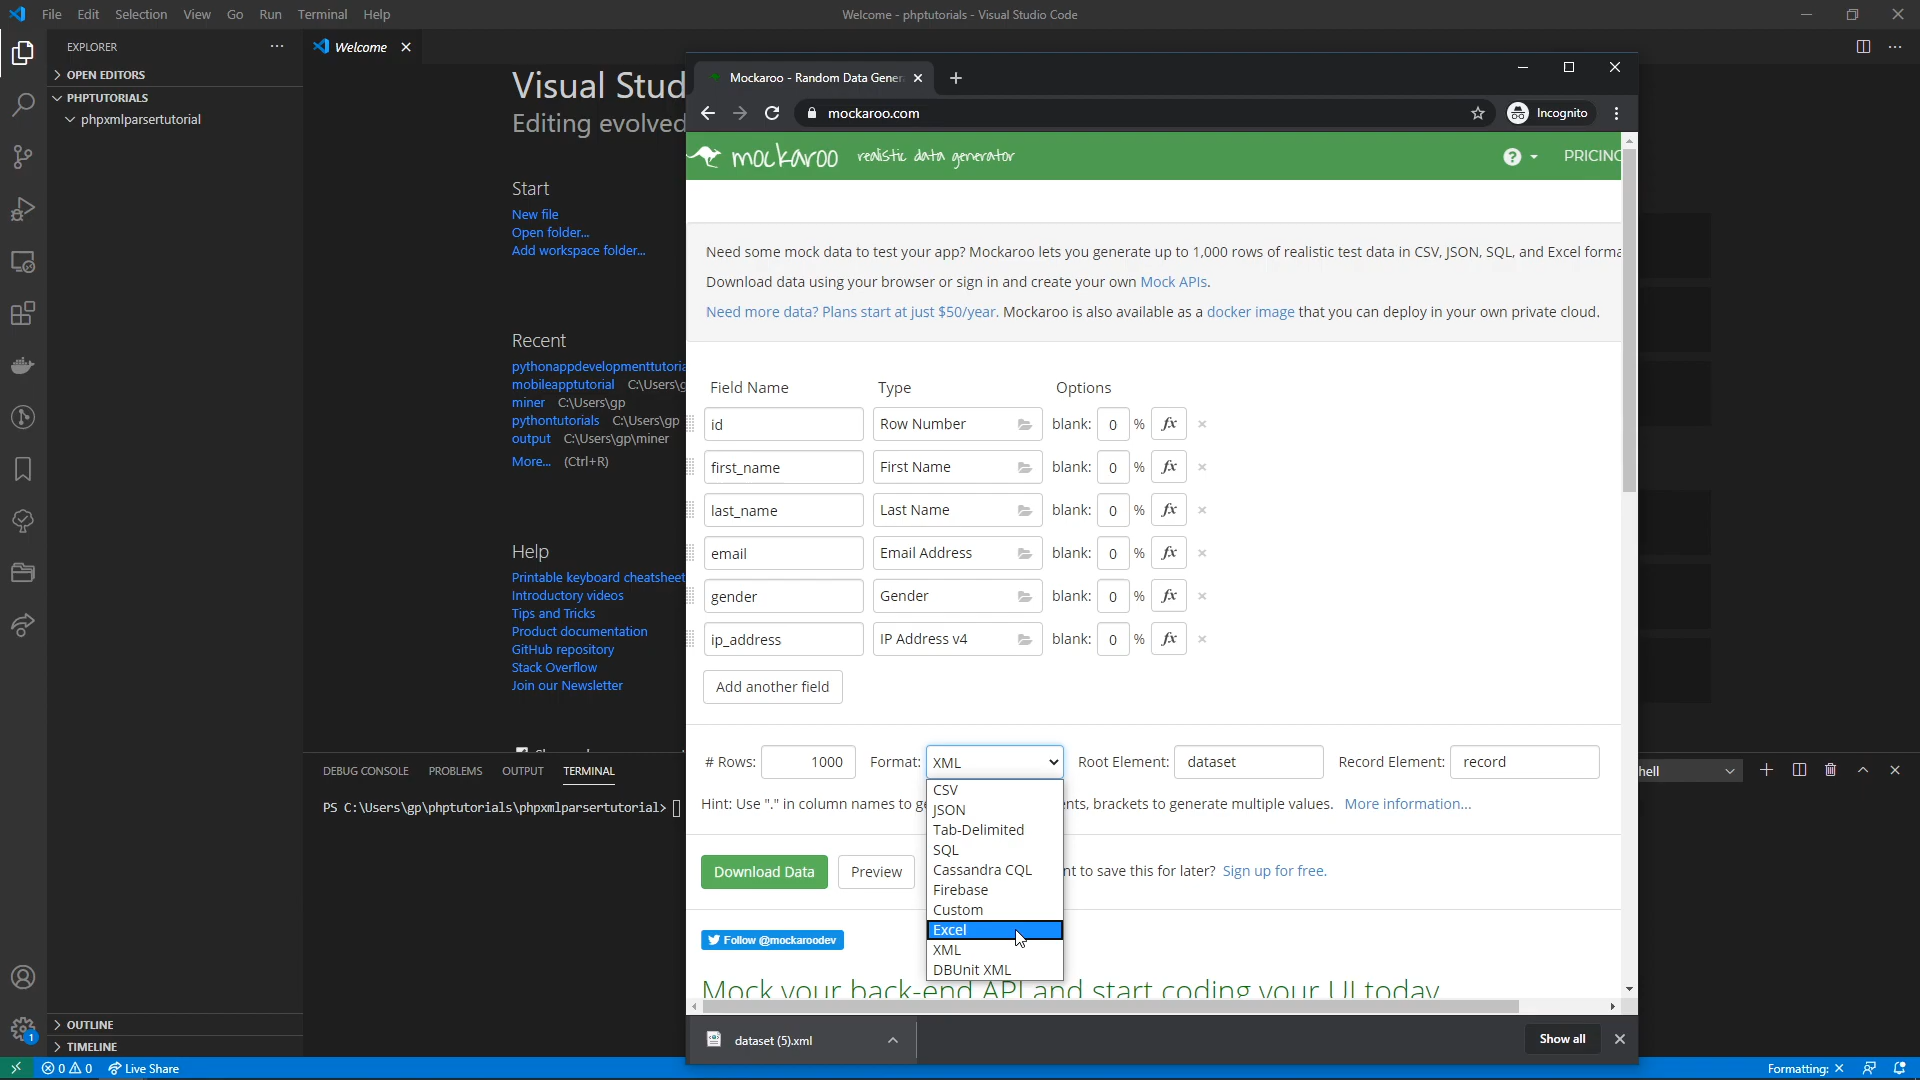 File Edit Selection View Go Run Terminal Help
Welcome - phptutorials - Visual Studio Code
EXPLORER
OPEN EDITORS
PHPTUTORIALS
phpxmlparsertutorial
OUTLINE
TIMELINE
Welcome
Visual Stud
Editing evolved
Start
New file
Open folder...
Add workspace folder...
Recent
pythonappdevelopmenttutoria
mobileapptutorial C:\Users\g
miner C:\Users\gp
pythontutorials C:\Users\gp
output C:\Users\gp\miner
More... (Ctrl+R)
Help
Printable keyboard cheatsheet
Introductory videos
Tips and Tricks
Product documentation
GitHub repository
Stack Overflow
Join our Newsletter
DEBUG CONSOLE PROBLEMS OUTPUT TERMINAL
hell
PS C:\Users\gp\phptutorials\phpxmlparsertutorial>
Mockaroo - Random Data Gener
mockaroo.com
Incognito
mockaroo realistic data generator
? PRICING
Need some mock data to test your app? Mockaroo lets you generate up to 1,000 rows of realistic test data in CSV, JSON, SQL, and Excel forma
Download data using your browser or sign in and create your own Mock APIs.
Need more data? Plans start at just $50/year. Mockaroo is also available as a docker image that you can deploy in your own private cloud.
Field Name Type Options
id Row Number blank: 0 % fx ×
first_name First Name blank: 0 % fx ×
last_name Last Name blank: 0 % fx ×
email Email Address blank: 0 % fx ×
gender Gender blank: 0 % fx ×
ip_address IP Address v4 blank: 0 % fx ×
Add another field
# Rows: 1000 Format: XML Root Element: dataset Record Element: record
CSV
JSON
Tab-Delimited
SQL
Cassandra CQL
Firebase
Custom
Excel
XML
DBUnit XML
Hint: Use "." in column names to ge nts, brackets to generate multiple values. More information...
Download Data Preview nt to save this for later? Sign up for free.
Follow @mockaroodev
Mock your back-end API and start coding your UI today
dataset (5).xml
Show all
0 0 Live Share
Formatting: ×
1